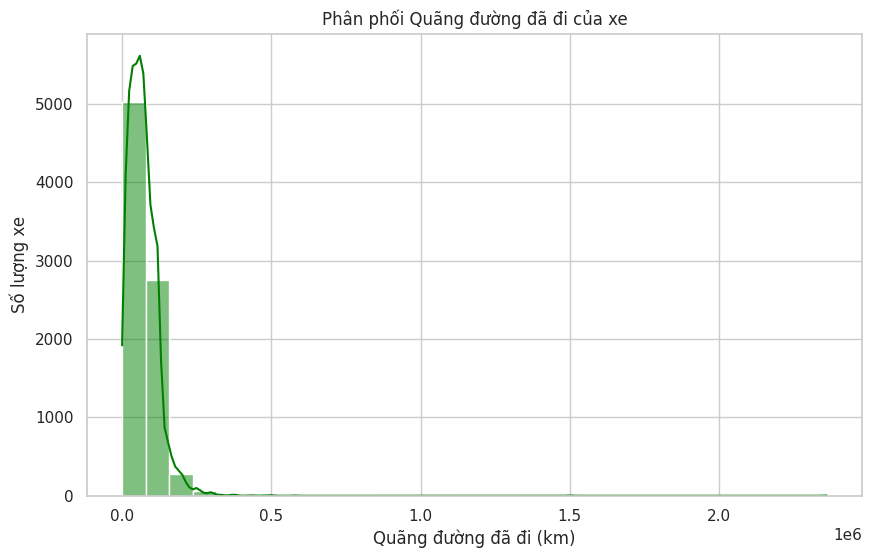 Phân phối Quãng đường đã đi của xe
Số lượng xe
5000
4000
3000
2000
1000
0
0.0 0.5 1.0 1.5 2.0
1e6
Quãng đường đã đi (km)